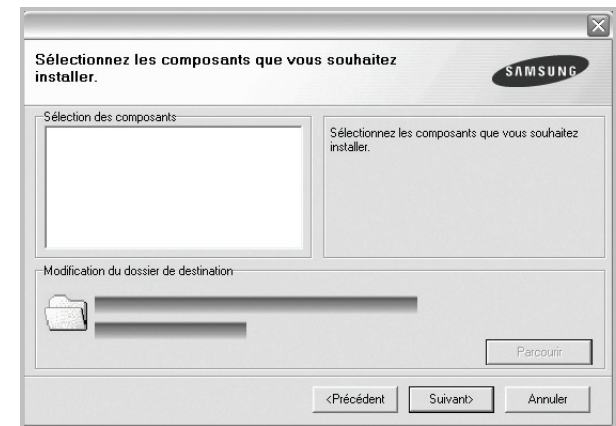 Sélectionnez les composants que vous souhaitez
installer.
SAMSUNG
Sélection des composants
Sélectionnez les composants que vous souhaitez
installer.
Modification du dossier de destination
Parcourir
<Précédent
Suivant>
Annuler